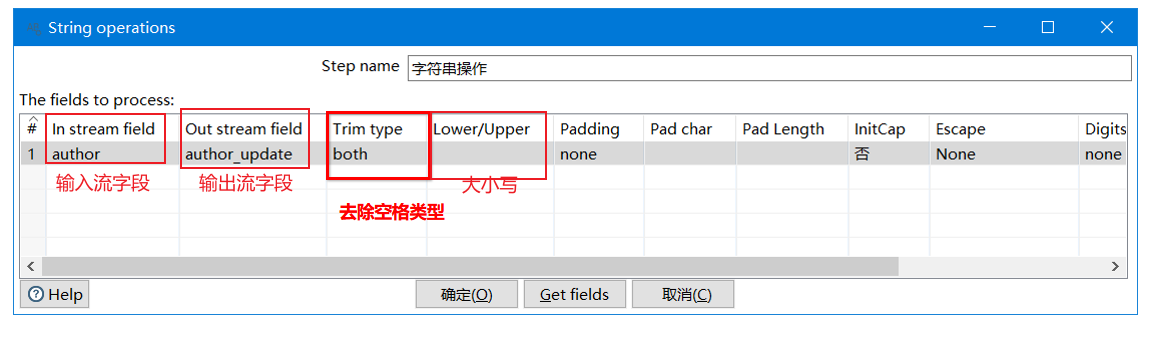 String operations
Step name 字符串操作
The fields to process:
# In stream field Out stream field Trim type Lower/Upper Padding Pad char Pad Length InitCap Escape Digits
1 author author_update both none 否 None none
输入流字段 输出流字段 大小写
去除空格类型
Help 确定(O) Get fields 取消(C)